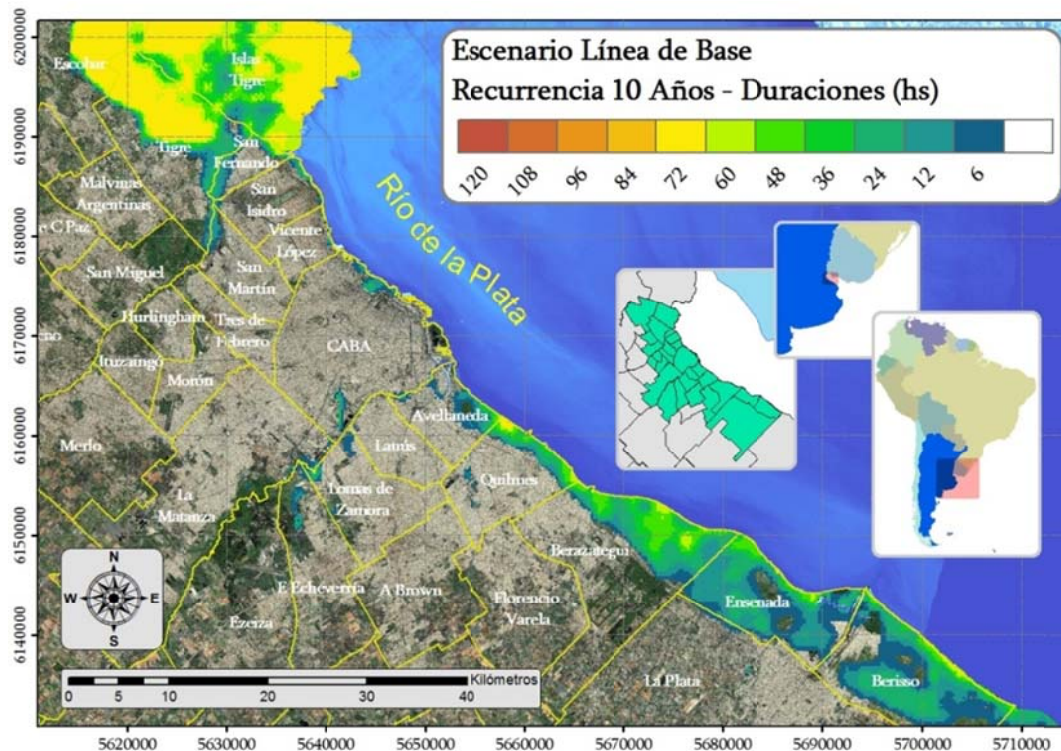 Escenario Línea de Base
Recurrencia 10 Años - Duraciones (hs)
120 108 96 84 72 60 48 36 24 12 6
Escobar
Islas
Tigre
Tigre
San
Fernando
Malvinas
Argentinas
San
Isidro
e C Paz
Vicente
López
San Miguel
San
Martín
Hurlingham
Tres de
Febrero
CABA
Ituzaingó
Morón
Merlo
La
Matanza
Avellaneda
Lanús
Quilmes
Lomas de
Zamora
Berazategui
E Echeverría
A Brown
Florencio
Varela
Ezeiza
Ensenada
La Plata
Berisso
Río de la Plata
N
W
E
S
Kilómetros
0 5 10 20 30 40
6200000
6190000
6180000
6170000
6160000
6150000
6140000
5620000 5630000 5640000 5650000 5660000 5670000 5680000 5690000 5700000 5710000